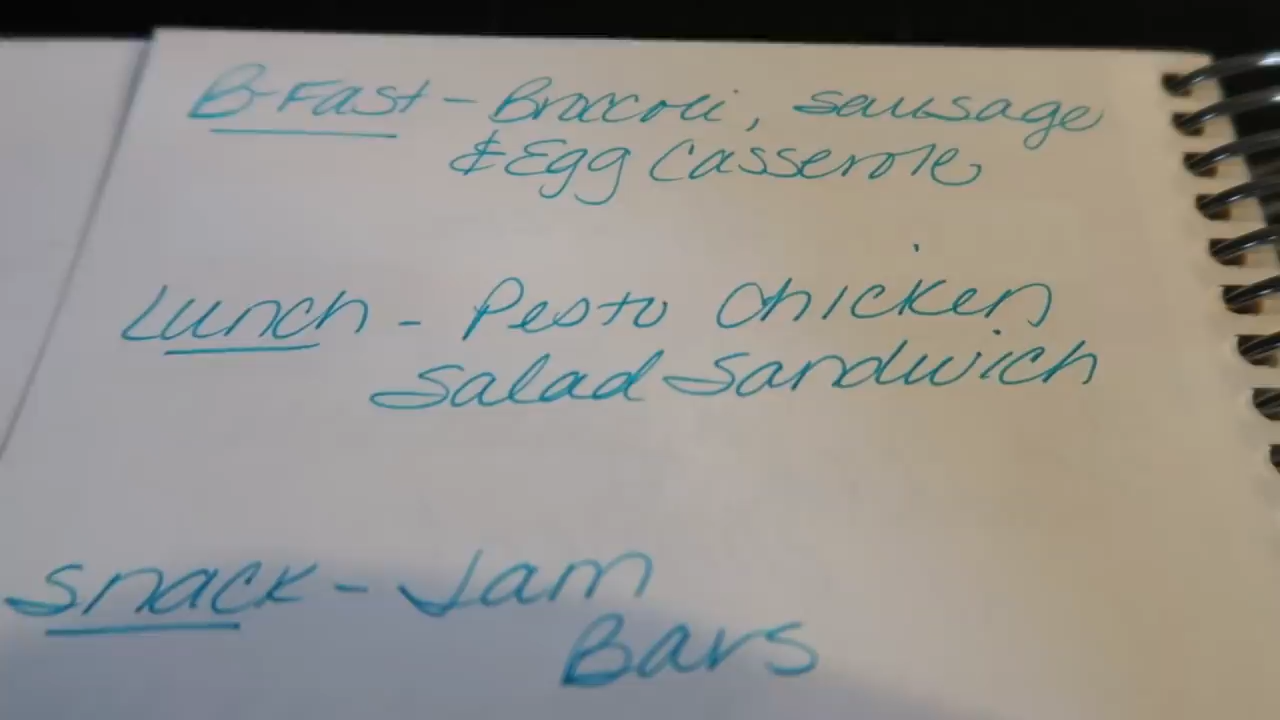 B-Fast - Broccoli, Sausage
& Egg Casserole
Lunch - Pesto Chicken
Salad Sandwich
Snack - Jam
Bars